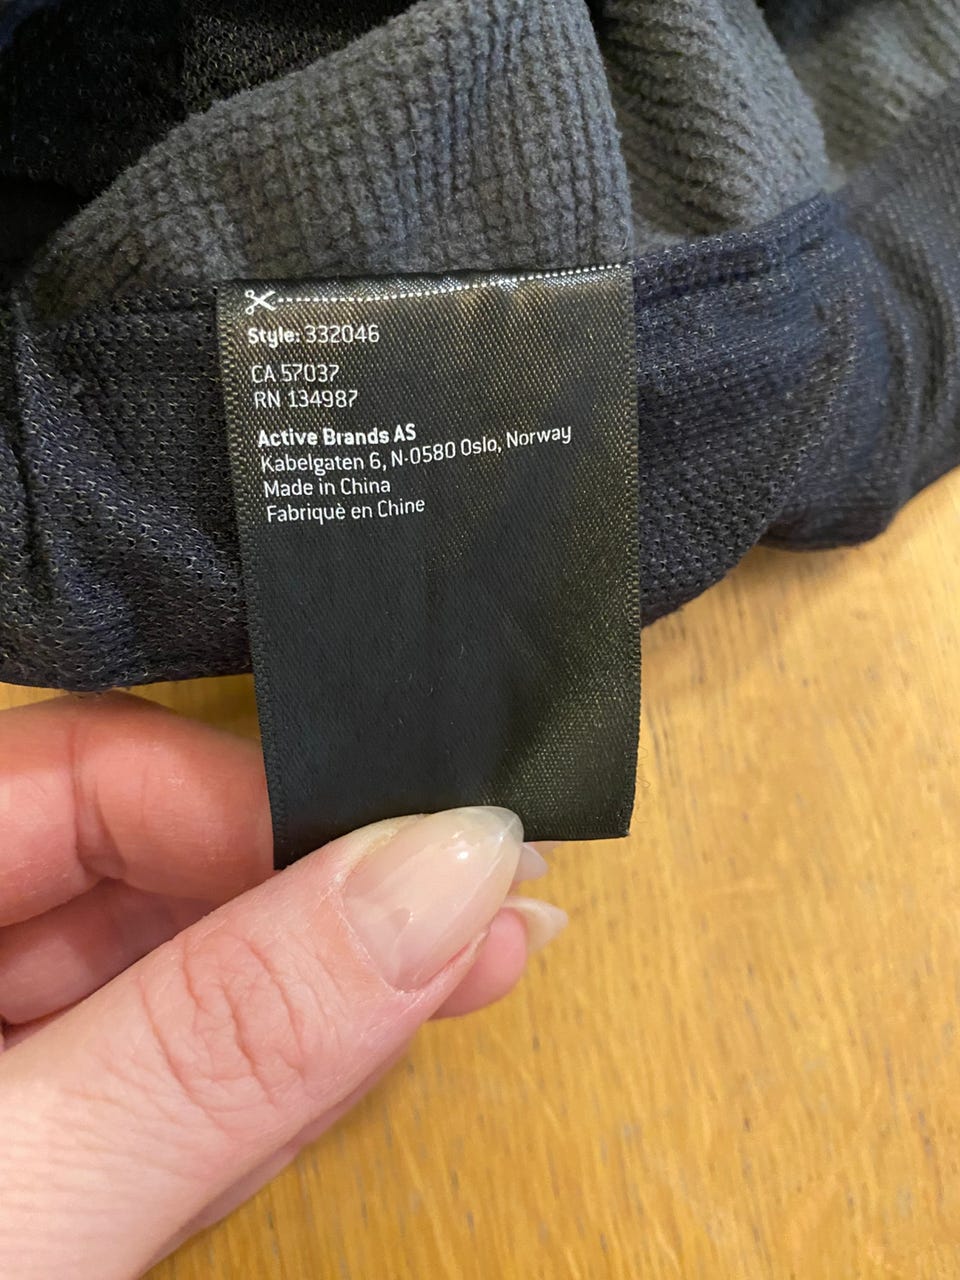 Style: 332046
CA 57037
RN 134987
Active Brands AS
Kabelgaten 6, N-0580 Oslo, Norway
Made in China
Fabriquè en Chine